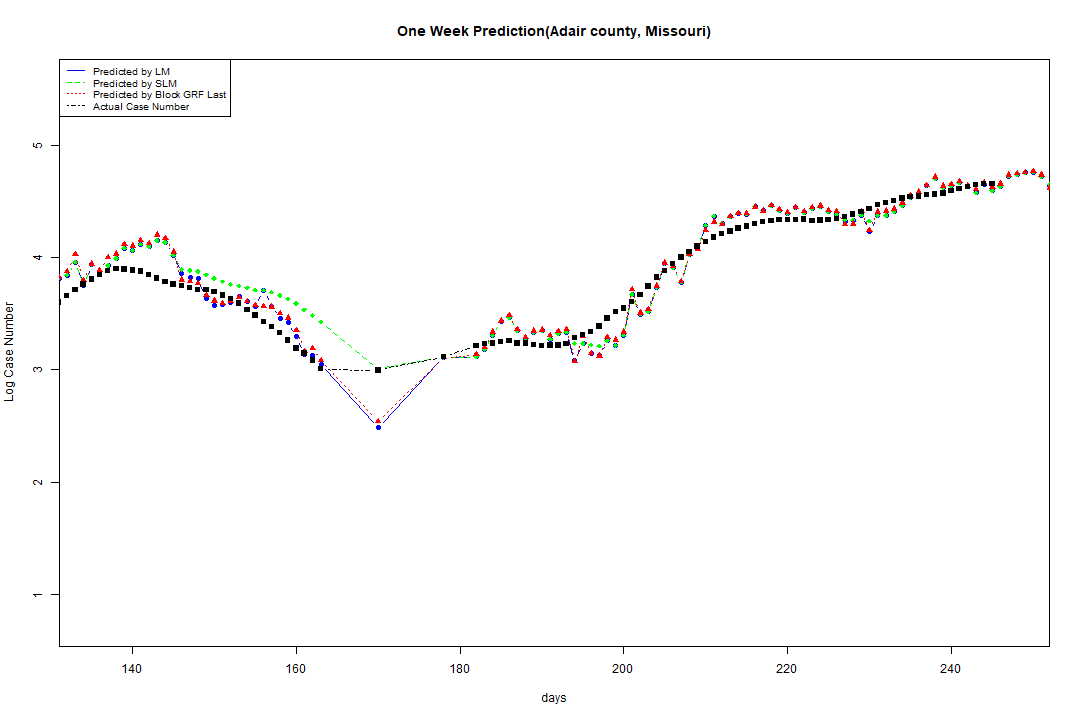 One Week Prediction(Adair county, Missouri)
Predicted by LM
Predicted by SLM
Predicted by Block GRF Last
Actual Case Number
5
4
3
2
1
Log Case Number
140 160 180 200 220 240
days